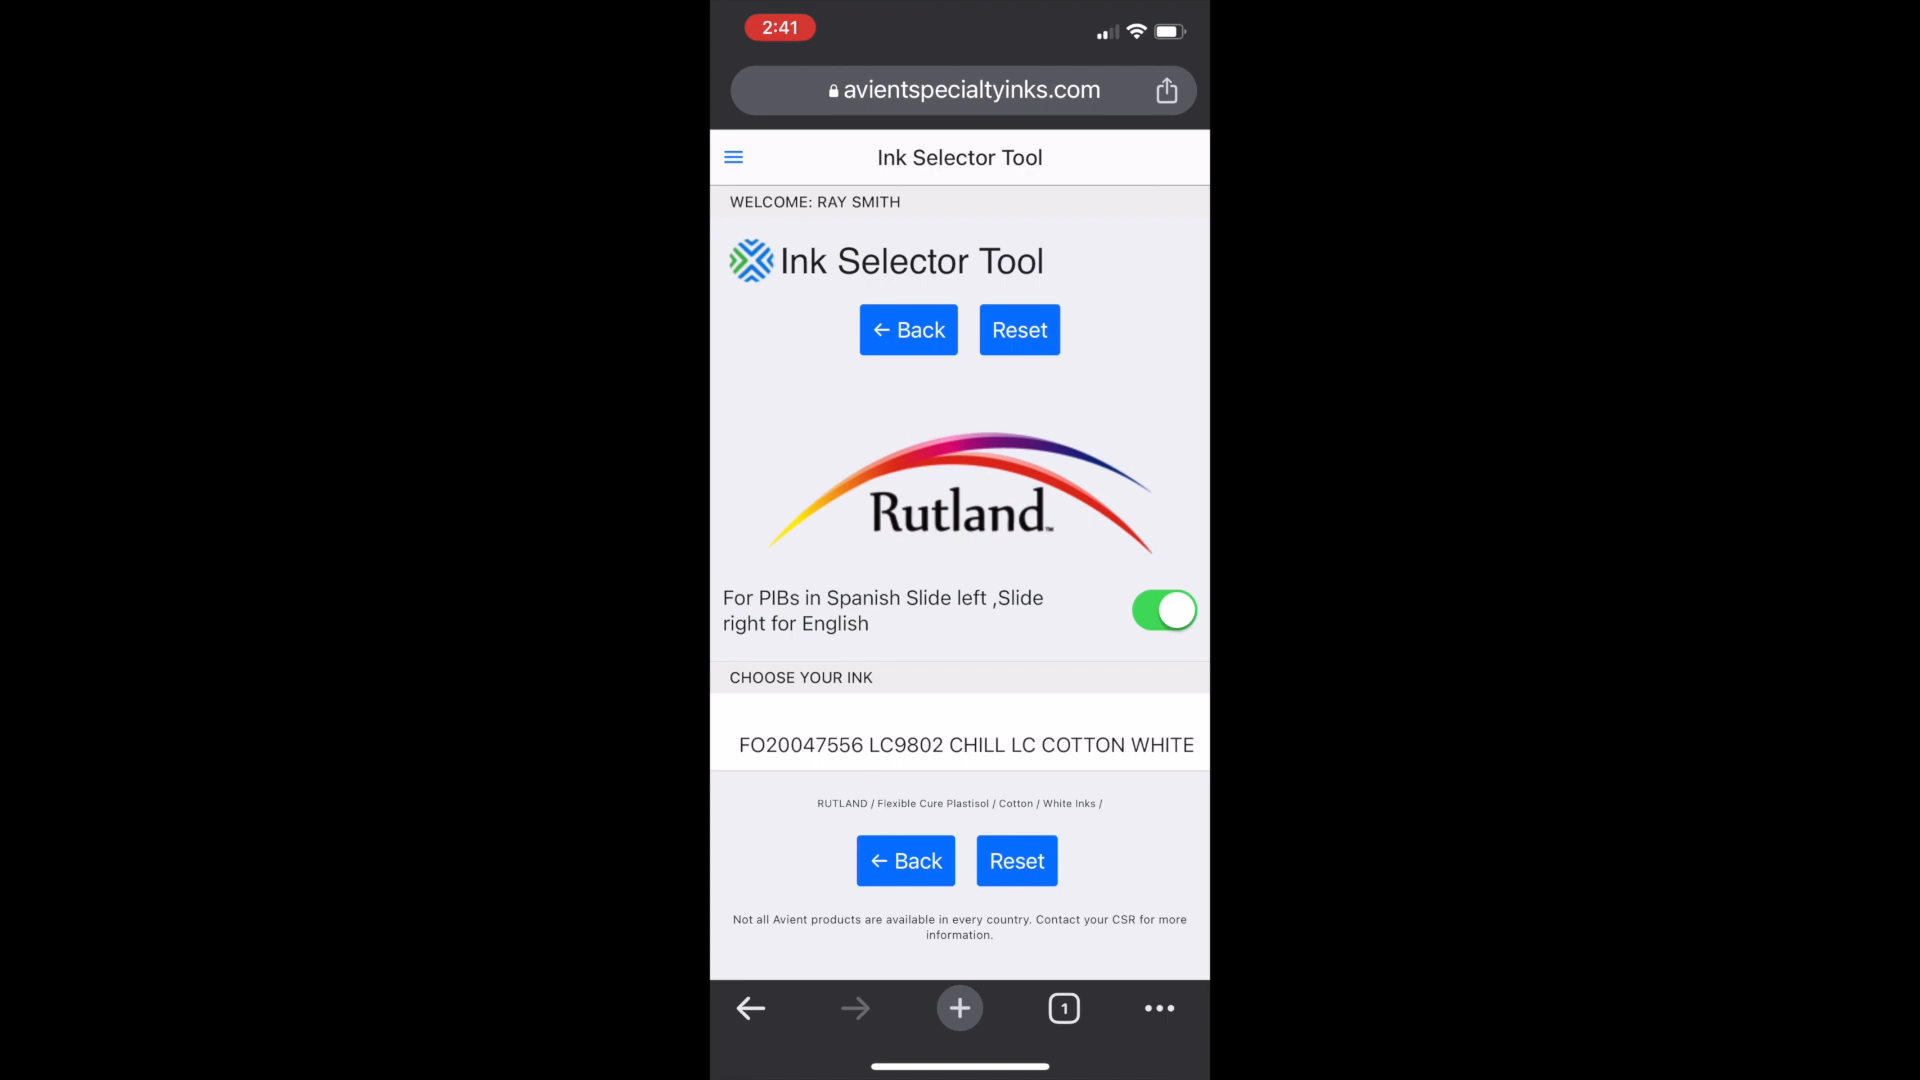 2:41
avientspecialtyinks.com
Ink Selector Tool
WELCOME: RAY SMITH
Ink Selector Tool
← Back Reset
Rutland™
For PIBs in Spanish Slide left ,Slide
right for English
CHOOSE YOUR INK
FO20047556 LC9802 CHILL LC COTTON WHITE
RUTLAND / Flexible Cure Plastisol / Cotton / White Inks /
← Back Reset
Not all Avient products are available in every country. Contact your CSR for more
information.
1